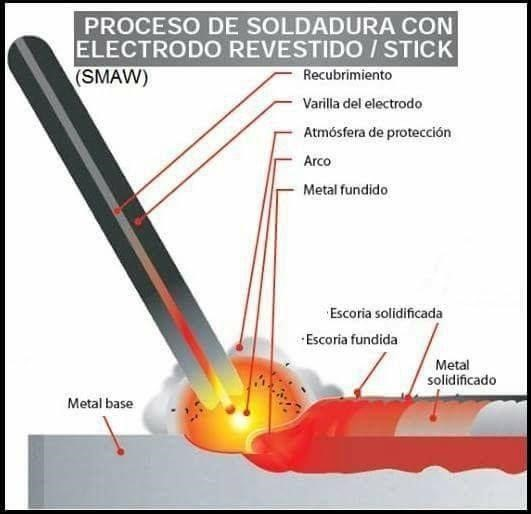 PROCESO DE SOLDADURA CON
ELECTRODO REVESTIDO / STICK
(SMAW)
Recubrimiento
Varilla del electrodo
Atmósfera de protección
Arco
Metal fundido
·Escoria solidificada
·Escoria fundida
Metal
solidificado
Metal base